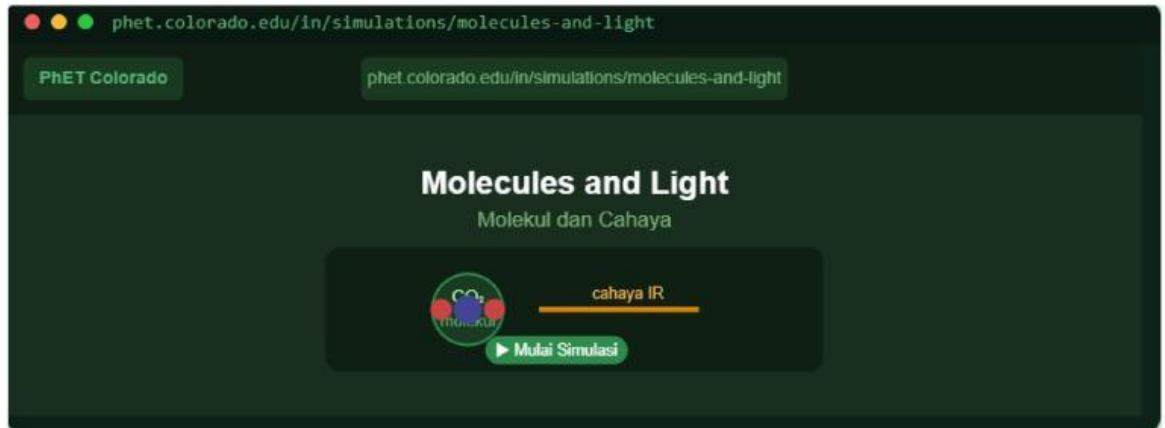 phet.colorado.edu/in/simulations/molecules-and-light
PhET Colorado
phet.colorado.edu/in/simulations/molecules-and-light
Molecules and Light
Molekul dan Cahaya
CO₂
cahaya IR
molekul
▶ Mulai Simulasi